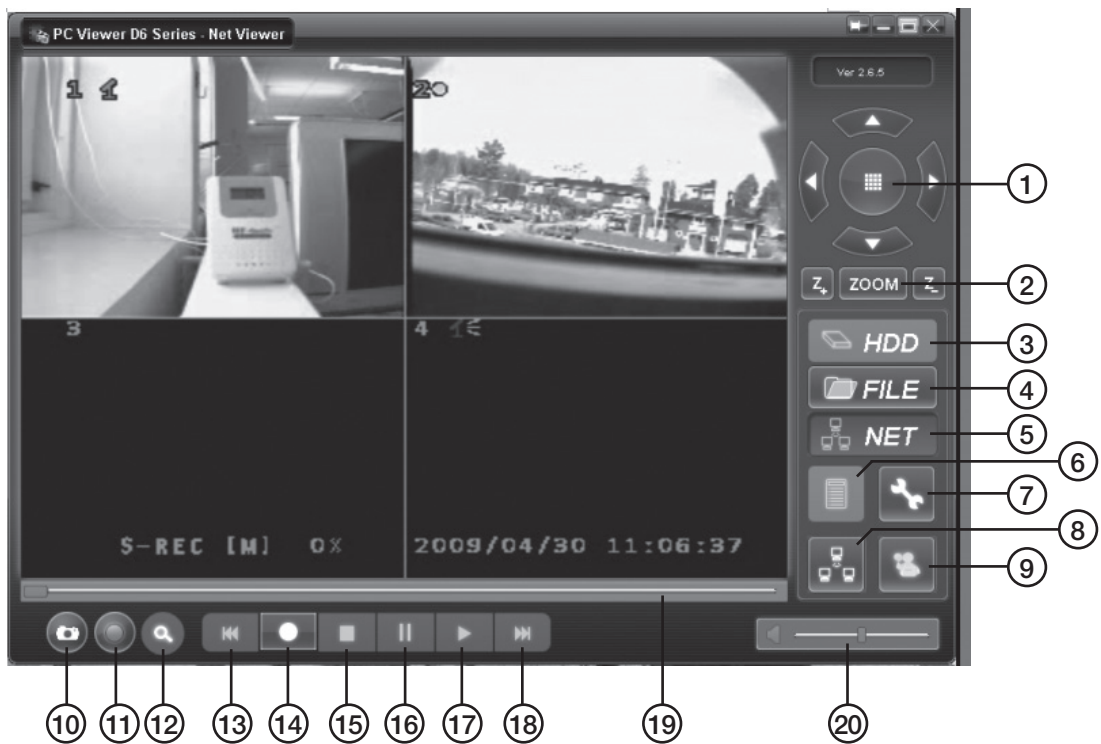 PC Viewer D6 Series - Net Viewer
Ver 2.6.5
1
2
3
4
Z+ ZOOM Z-
HDD
FILE
NET
S-REC [M] 0%
2009/04/30 11:06:37
1
2
3
4
5
6
7
8
9
10 11 12 13 14 15 16 17 18 19 20